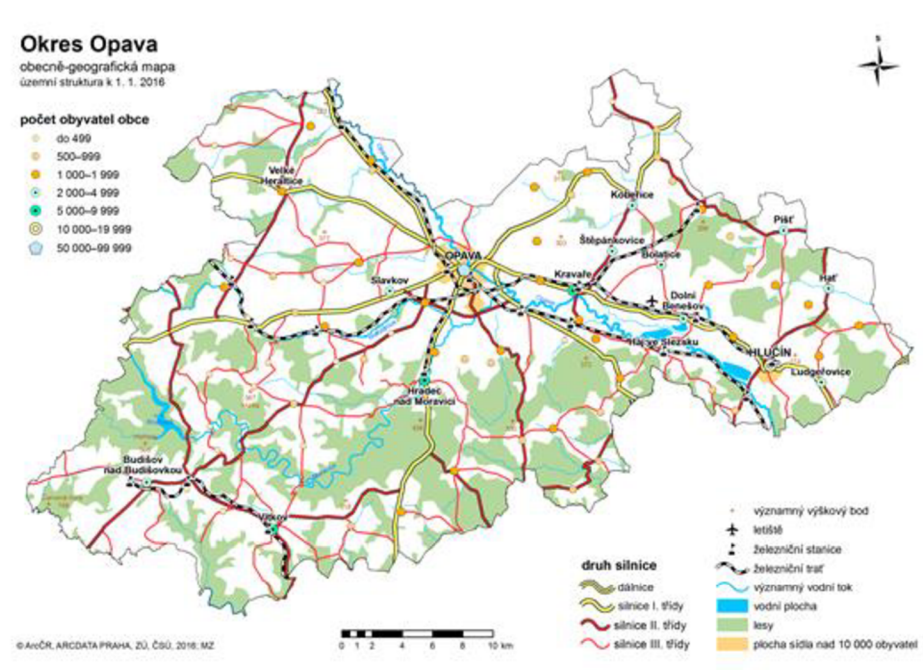 Okres Opava
obecně-geografická mapa
územní struktura k 1. 1. 2016
S
počet obyvatel obce
do 499
500–999
1 000–1 999
2 000–4 999
5 000–9 999
10 000–19 999
50 000–99 999
Velké
Heraltice
Kobeřice
Píšť
Štěpánkovice
Bolatice
OPAVA
Slavkov
Kravaře
Hať
Dolní
Benešov
Háj ve Slezsku
HLUČÍN
Ludgeřovice
Hradec
nad Moravicí
Budišov
nad Budišovkou
Vítkov
významný výškový bod
letiště
železniční stanice
železniční trať
významný vodní tok
vodní plocha
lesy
plocha sídla nad 10 000 obyvatel
druh silnice
dálnice
silnice I. třídy
silnice II. třídy
silnice III. třídy
0 1 2 4 6 8 10 km
© ArcČR, ARCDATA PRAHA, ZÚ, ČSÚ, 2016; MZ